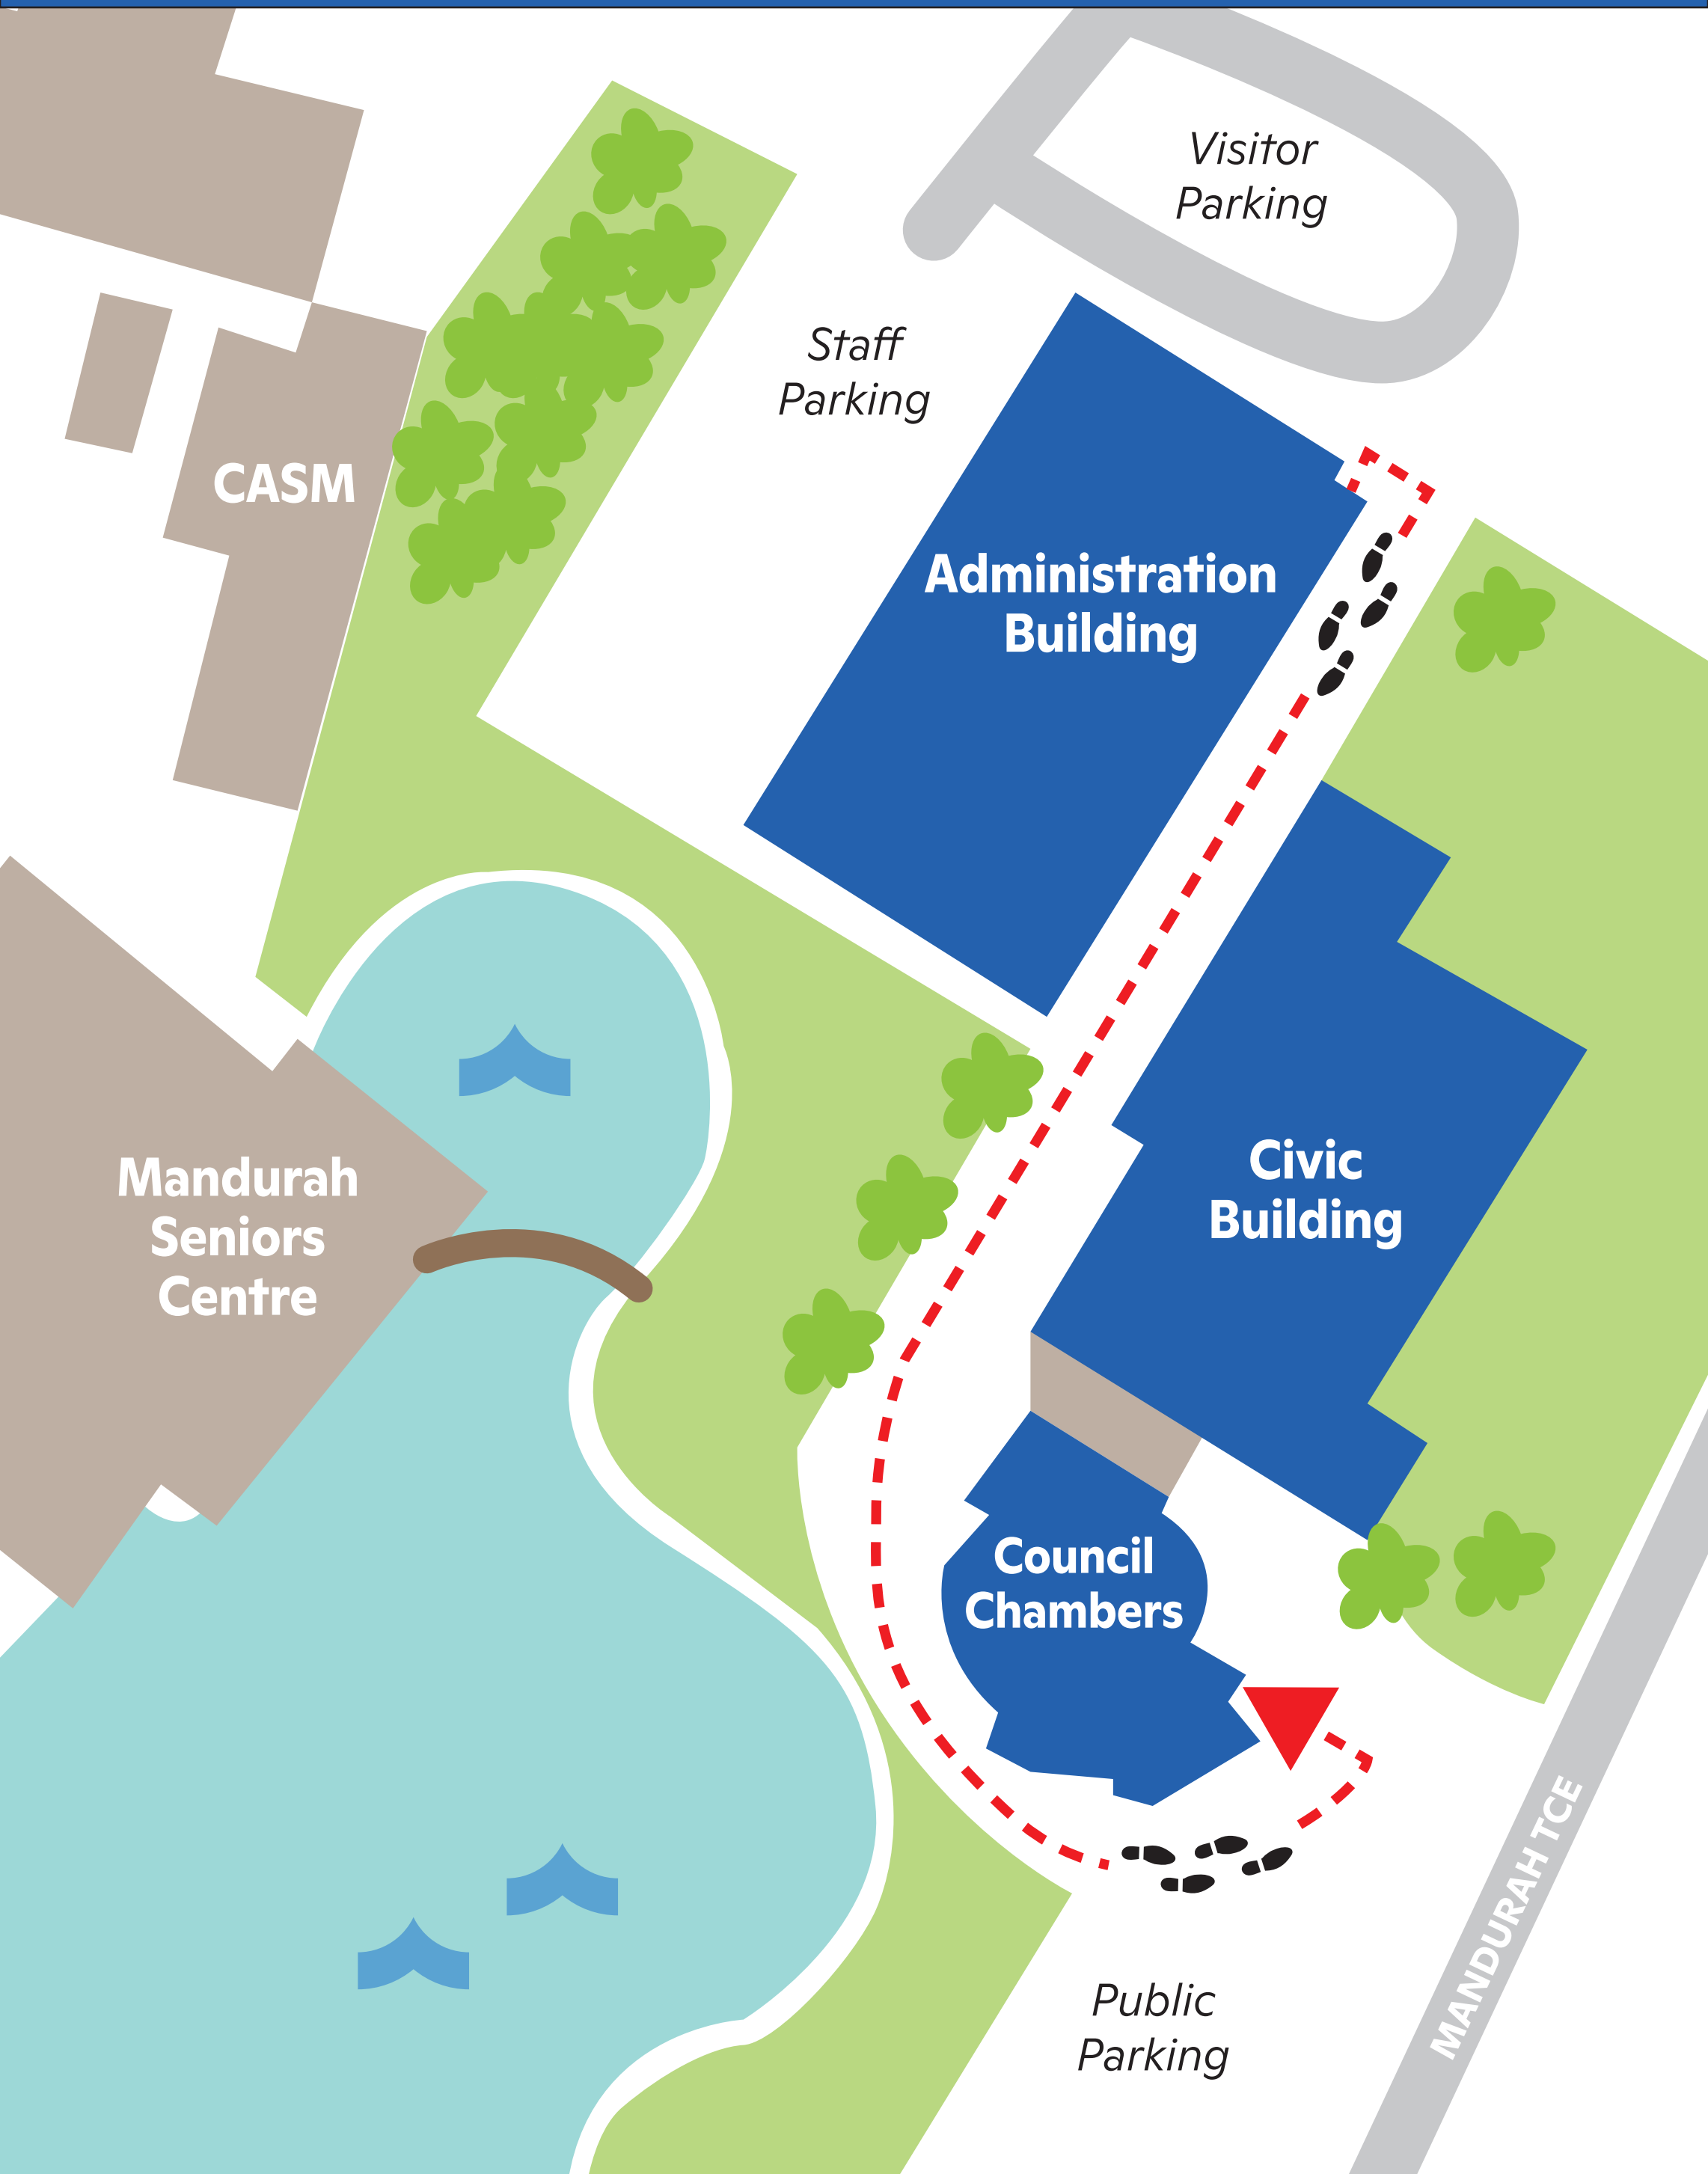 Visitor
Parking
Staff
Parking
CASM
Administration
Building
Mandurah
Seniors
Centre
Civic
Building
Council
Chambers
MANDURAH TCE
Public
Parking